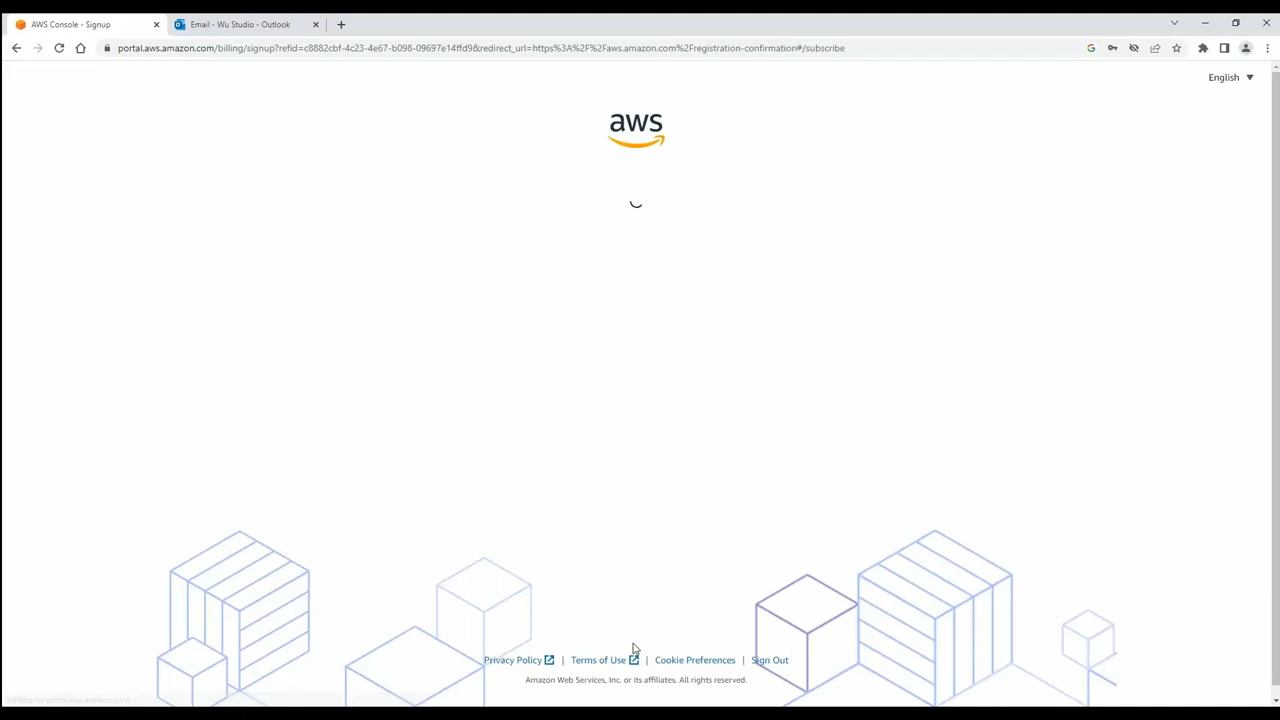 AWS Console - Signup
Email - Wu Studio - Outlook
portal.aws.amazon.com/billing/signup?refid=c8882cbf-4c23-4e67-b098-09697e14ffd9&redirect_url=https%3A%2F%2Faws.amazon.com%2Fregistration-confirmation#/subscribe
English
aws
Privacy Policy | Terms of Use | Cookie Preferences | Sign Out
Amazon Web Services, Inc. or its affiliates. All rights reserved.